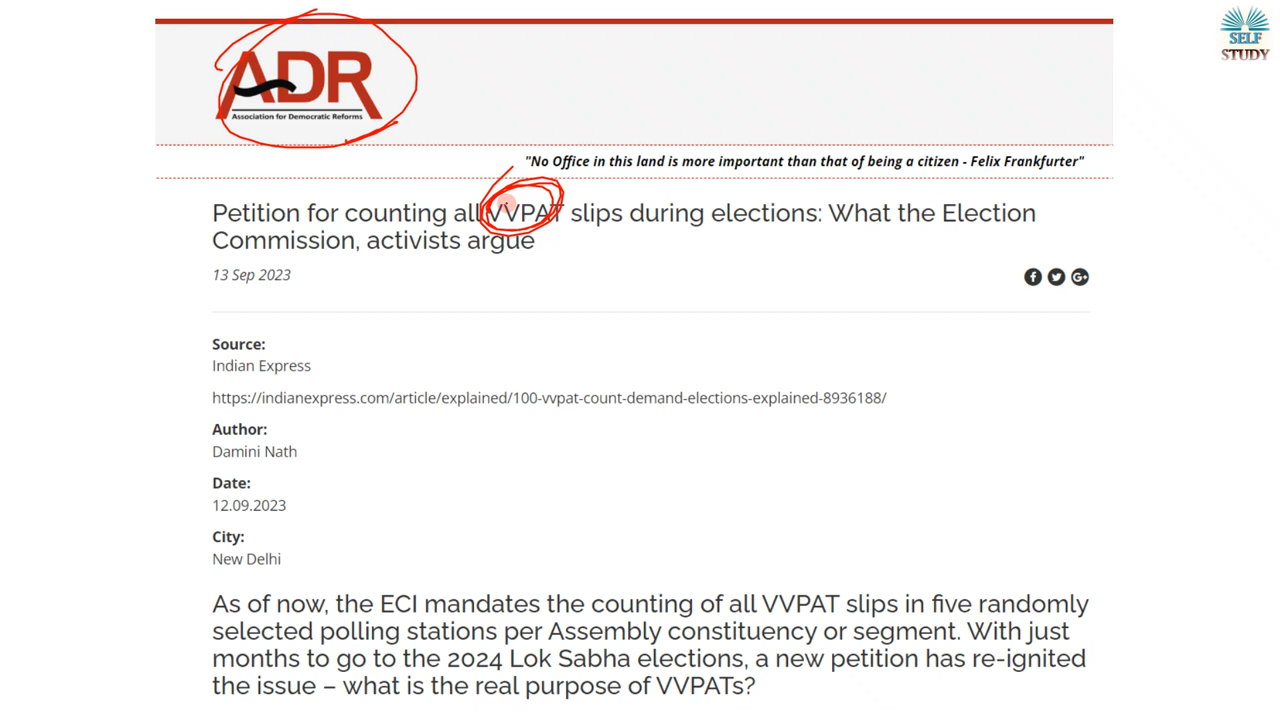 SELF
STUDY
ADR
Association for Democratic Reforms
"No Office in this land is more important than that of being a citizen - Felix Frankfurter"
Petition for counting all VVPAT slips during elections: What the Election
Commission, activists argue
13 Sep 2023
Source:
Indian Express
https://indianexpress.com/article/explained/100-vvpat-count-demand-elections-explained-8936188/
Author:
Damini Nath
Date:
12.09.2023
City:
New Delhi
As of now, the ECI mandates the counting of all VVPAT slips in five randomly
selected polling stations per Assembly constituency or segment. With just
months to go to the 2024 Lok Sabha elections, a new petition has re-ignited
the issue – what is the real purpose of VVPATs?